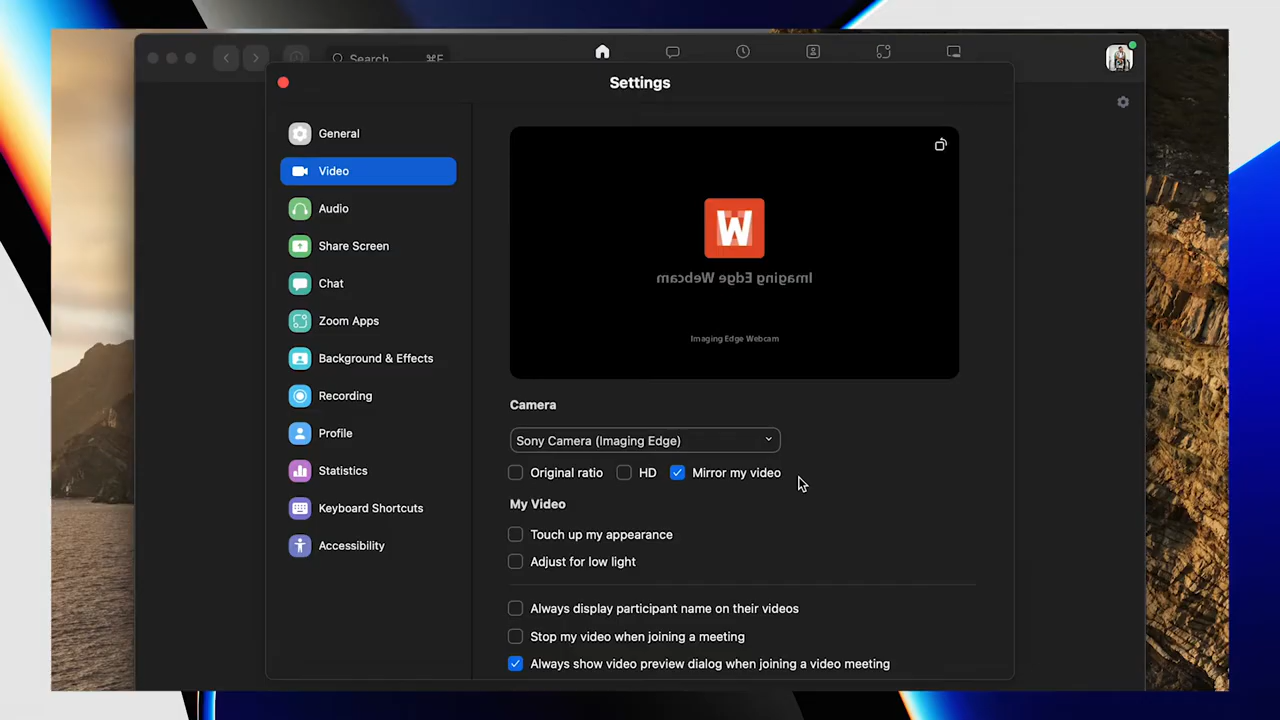 Search ⌘F
Settings
General
Video
Audio
Share Screen
Chat
Zoom Apps
Background & Effects
Recording
Profile
Statistics
Keyboard Shortcuts
Accessibility
W
Imaging Edge Webcam
Imaging Edge Webcam
Camera
Sony Camera (Imaging Edge)
Original ratio HD Mirror my video
My Video
Touch up my appearance
Adjust for low light
Always display participant name on their videos
Stop my video when joining a meeting
Always show video preview dialog when joining a video meeting